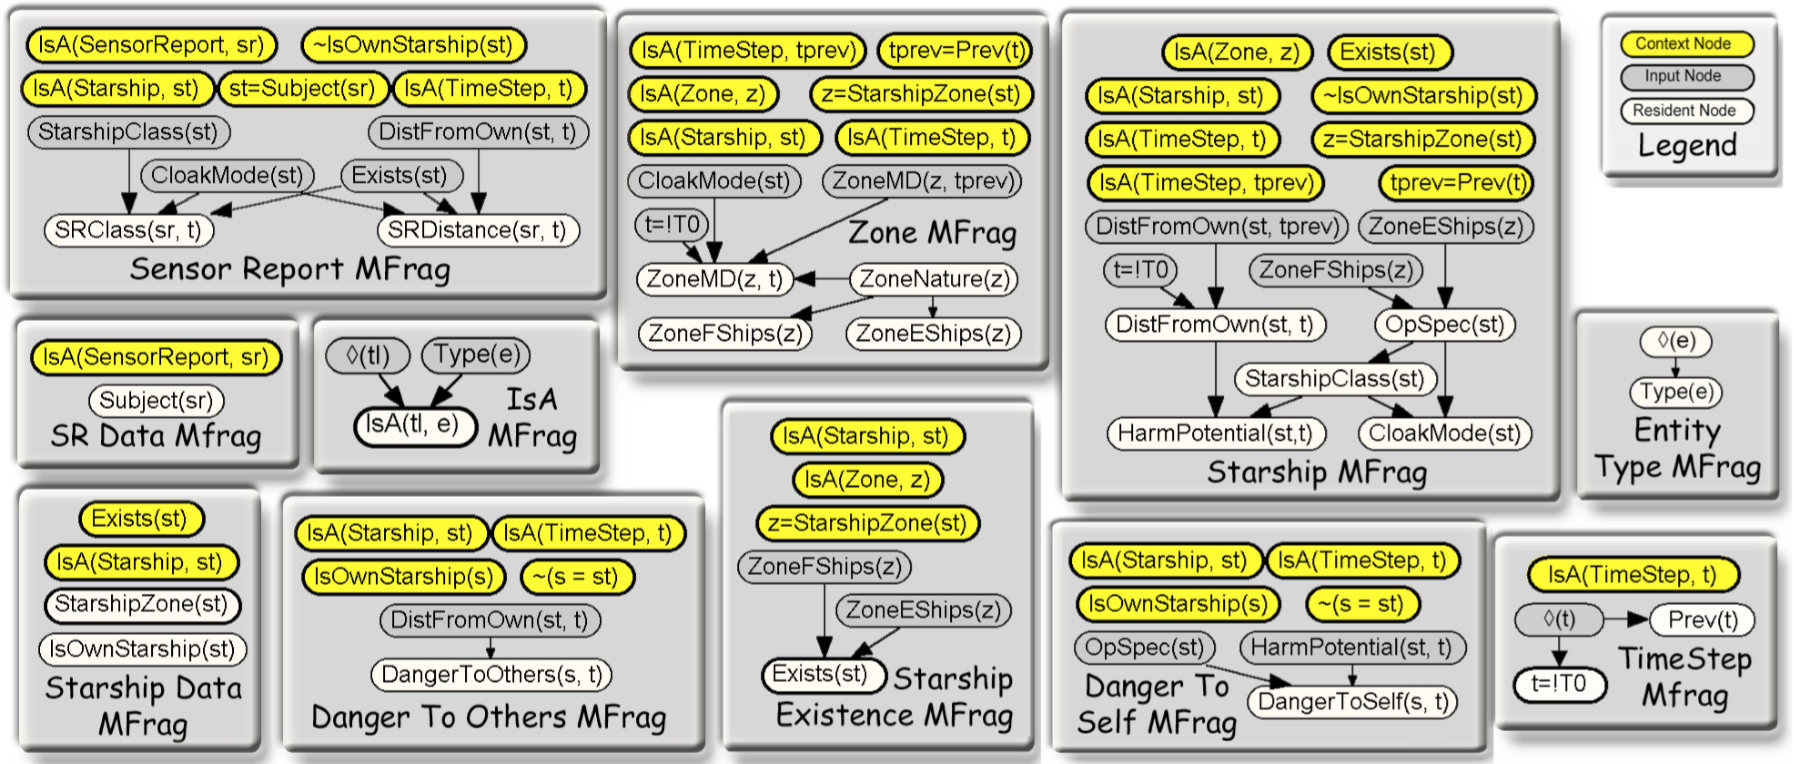 IsA(SensorReport, sr)
~IsOwnStarship(st)
IsA(Starship, st)
st=Subject(sr)
IsA(TimeStep, t)
StarshipClass(st)
DistFromOwn(st, t)
CloakMode(st)
Exists(st)
SRClass(sr, t)
SRDistance(sr, t)
Sensor Report MFrag
IsA(TimeStep, tprev)
tprev=Prev(t)
IsA(Zone, z)
z=StarshipZone(st)
IsA(Starship, st)
IsA(TimeStep, t)
CloakMode(st)
ZoneMD(z, tprev)
t=!T0
Zone MFrag
ZoneMD(z, t)
ZoneNature(z)
ZoneFShips(z)
ZoneEShips(z)
IsA(Zone, z)
Exists(st)
IsA(Starship, st)
~IsOwnStarship(st)
IsA(TimeStep, t)
z=StarshipZone(st)
IsA(TimeStep, tprev)
tprev=Prev(t)
DistFromOwn(st, tprev)
ZoneEShips(z)
t=!T0
ZoneFShips(z)
DistFromOwn(st, t)
OpSpec(st)
StarshipClass(st)
HarmPotential(st,t)
CloakMode(st)
Starship MFrag
Context Node
Input Node
Resident Node
Legend
IsA(SensorReport, sr)
Subject(sr)
SR Data Mfrag
◊(tl)
Type(e)
IsA(tl, e)
IsA
MFrag
◊(e)
Type(e)
Entity
Type MFrag
Exists(st)
IsA(Starship, st)
StarshipZone(st)
IsOwnStarship(st)
Starship Data
MFrag
IsA(Starship, st)
IsA(TimeStep, t)
IsOwnStarship(s)
~(s = st)
DistFromOwn(st, t)
DangerToOthers(s, t)
Danger To Others MFrag
IsA(Starship, st)
IsA(Zone, z)
z=StarshipZone(st)
ZoneFShips(z)
ZoneEShips(z)
Exists(st)
Starship
Existence MFrag
IsA(Starship, st)
IsA(TimeStep, t)
IsOwnStarship(s)
~(s = st)
OpSpec(st)
HarmPotential(st, t)
DangerToSelf(s, t)
Danger To
Self MFrag
IsA(TimeStep, t)
◊(t)
Prev(t)
t=!T0
TimeStep
Mfrag